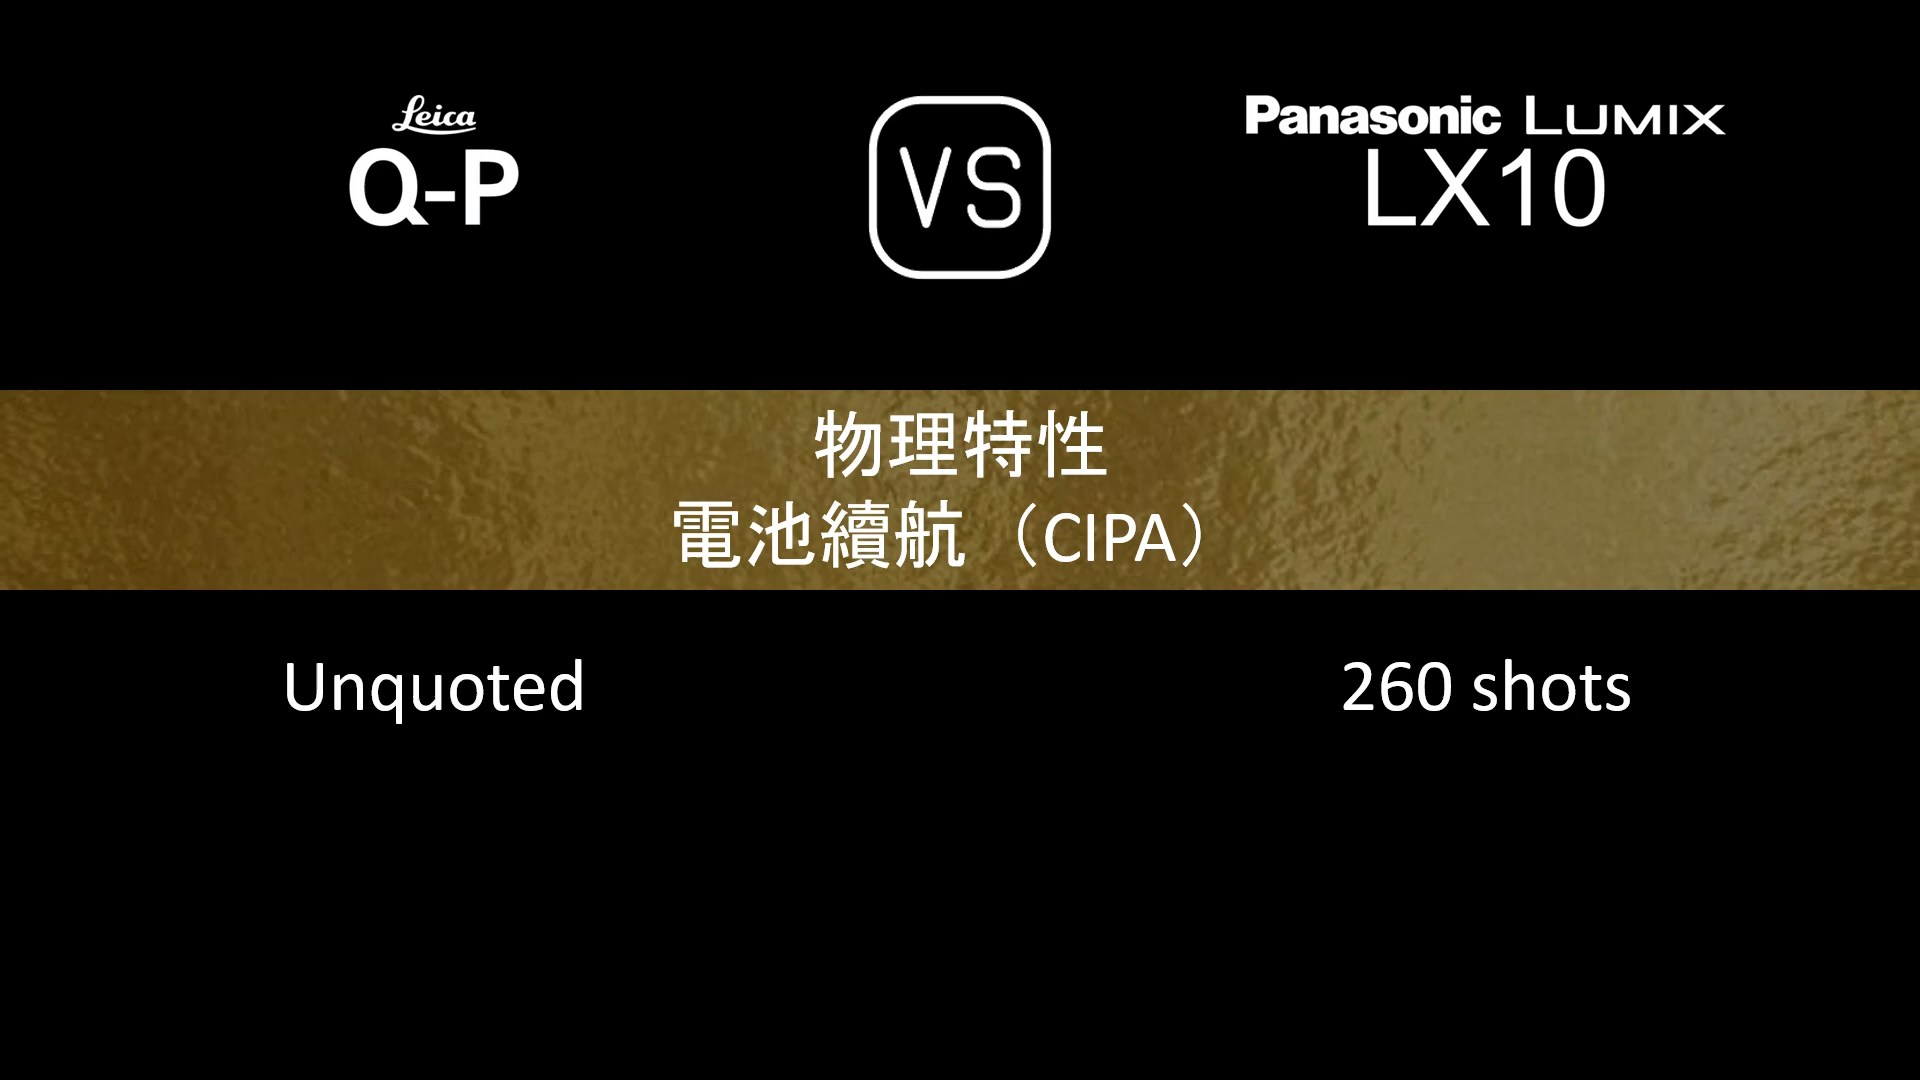 Leica
Q-P
VS
Panasonic LUMIX
LX10
物理特性
電池續航（CIPA）
Unquoted
260 shots